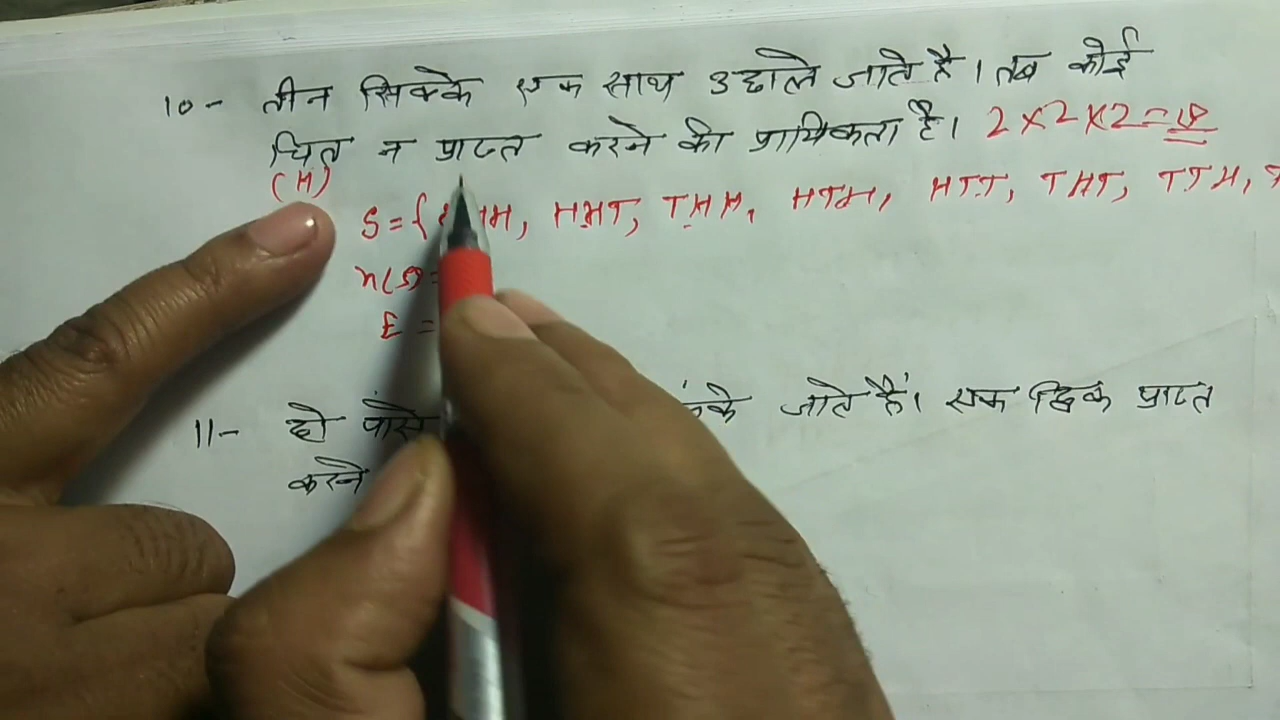 10- तीन सिक्के एक साथ उछाले जाते है। तब कोई
चित न प्राप्त करने की प्रायिकता है। 2×2×2=8
(H)
S={ HH, HHT, THH, HTH, HTT, THT, TTH,
n(S)=
E =
11- दो पांसे फेंके जाते हैं। एक द्विक प्राप्त
करने